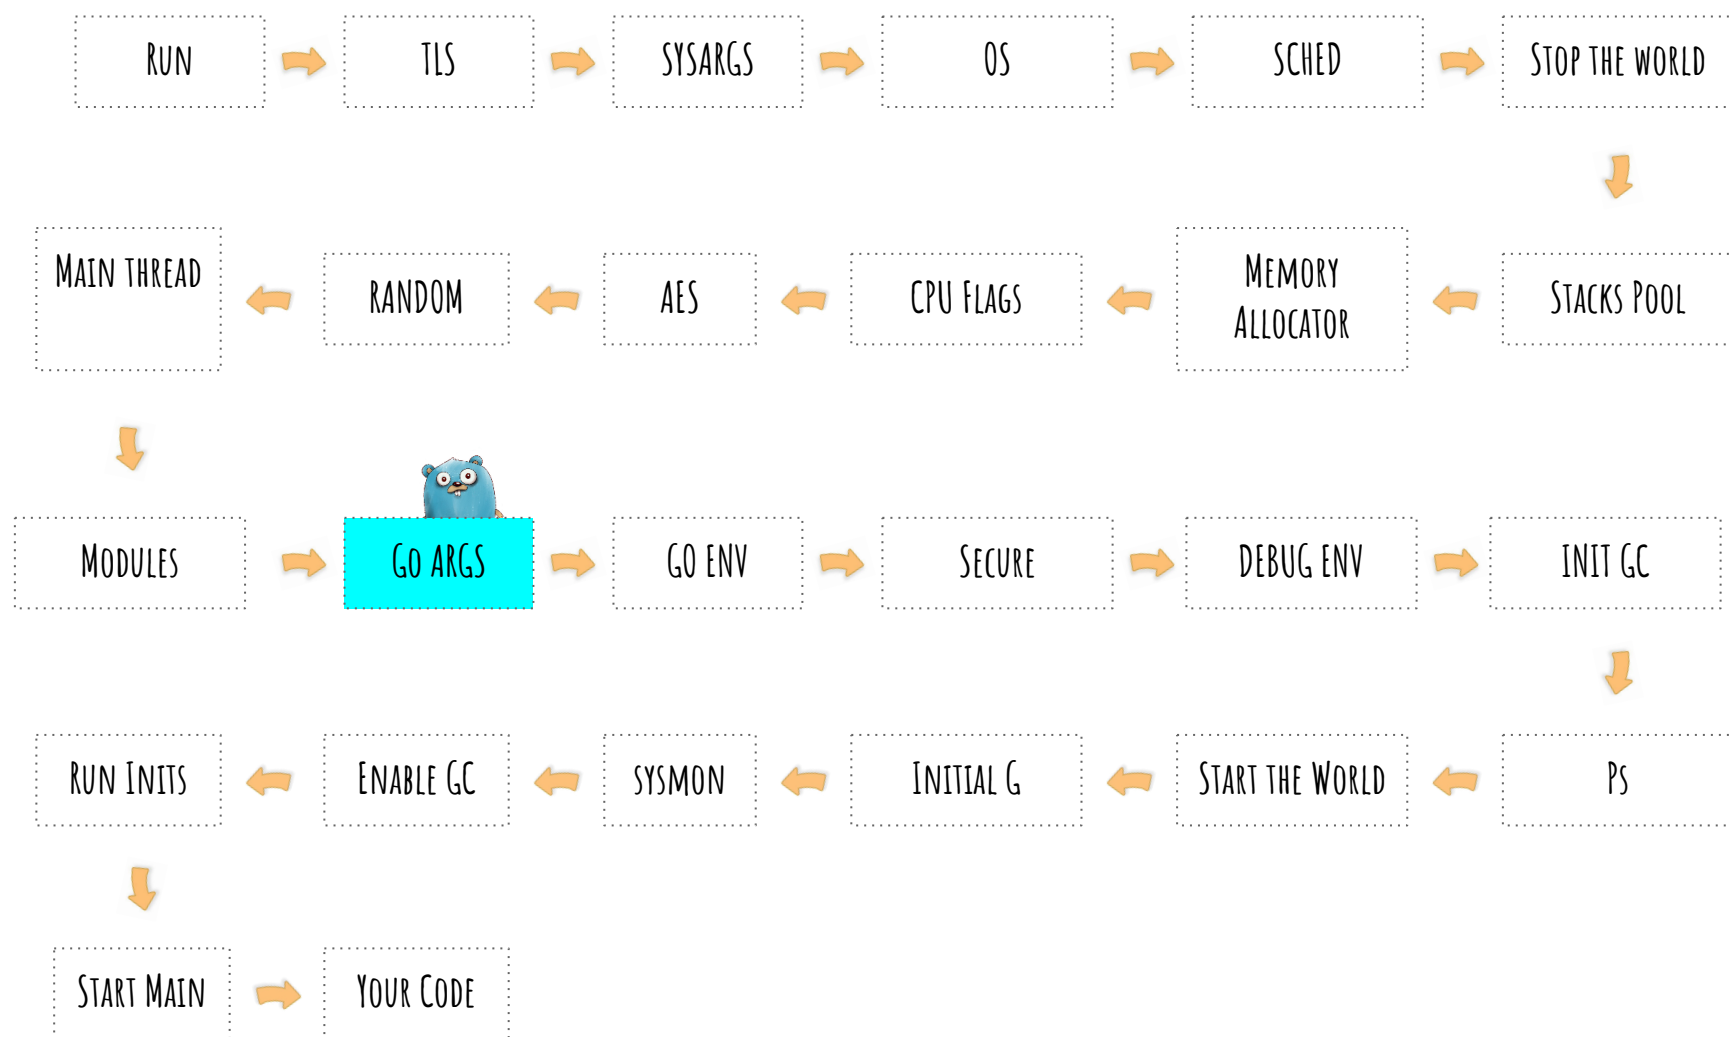 Run
TLS
SYSARGS
OS
SCHED
Stop the world
Stacks Pool
Memory
Allocator
CPU Flags
AES
RANDOM
Main thread
Modules
Go ARGS
GO ENV
Secure
DEBUG ENV
INIT GC
Ps
Start the World
Initial G
sysmon
Enable GC
Run Inits
Start Main
Your Code